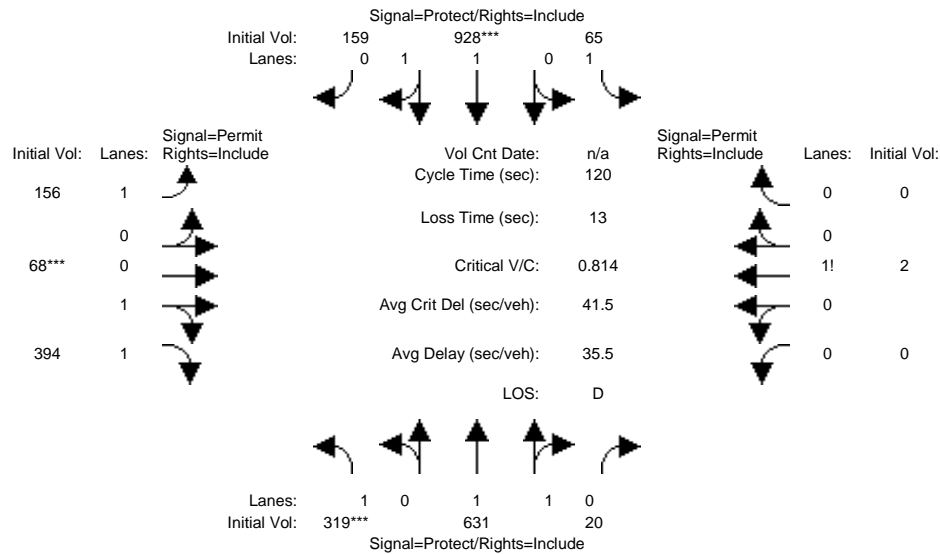 Signal=Protect/Rights=Include
Initial Vol: 159 928*** 65
Lanes: 0 1 1 0 1
Signal=Permit
Initial Vol: Lanes: Rights=Include
Vol Cnt Date: n/a
Signal=Permit
Rights=Include Lanes: Initial Vol:
Cycle Time (sec): 120
156 1 0 0
Loss Time (sec): 13
0 0
68*** 0 Critical V/C: 0.814 1! 2
1 Avg Crit Del (sec/veh): 41.5 0
394 1 Avg Delay (sec/veh): 35.5 0 0
LOS: D
Lanes: 1 0 1 1 0
Initial Vol: 319*** 631 20
Signal=Protect/Rights=Include